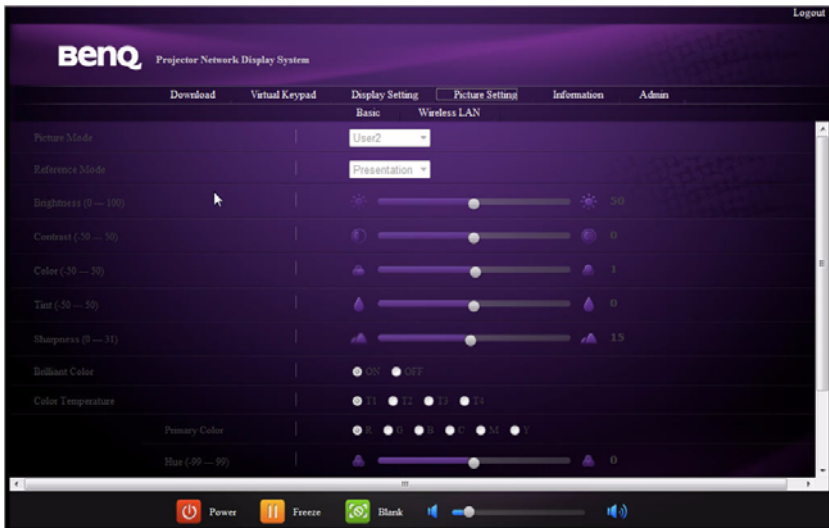 Logout
BenQ Projector Network Display System
Download Virtual Keypad Display Setting Picture Setting Information Admin
Basic Wireless LAN
Picture Mode User2
Reference Mode Presentation
Brightness (0 — 100) 50
Contrast (-50 — 50) 0
Color (-50 — 50) 1
Tint (-50 — 50) 0
Sharpness (0 — 31) 15
Brilliant Color ON OFF
Color Temperature T1 T2 T3 T4
Primary Color R G B C M Y
Hue (-99 — 99) 0
Power Freeze Blank